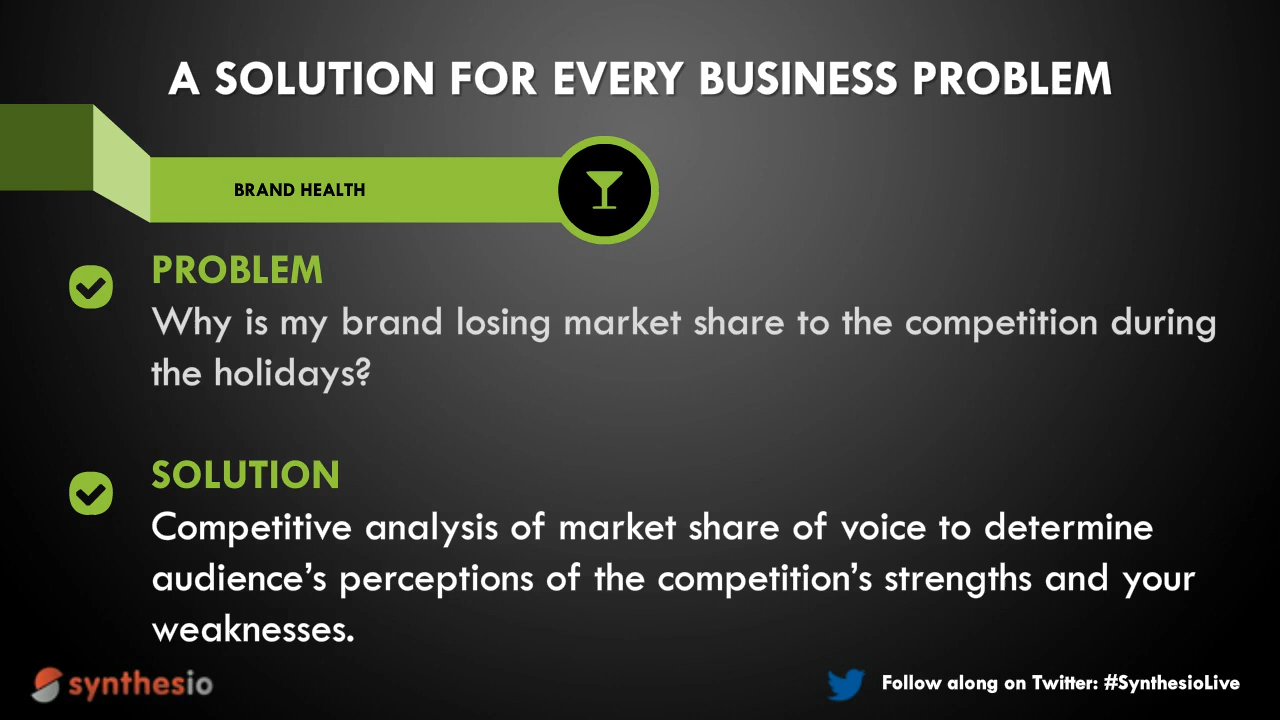 A SOLUTION FOR EVERY BUSINESS PROBLEM
BRAND HEALTH
PROBLEM
Why is my brand losing market share to the competition during
the holidays?
SOLUTION
Competitive analysis of market share of voice to determine
audience’s perceptions of the competition’s strengths and your
weaknesses.
synthesio
Follow along on Twitter: #SynthesioLive